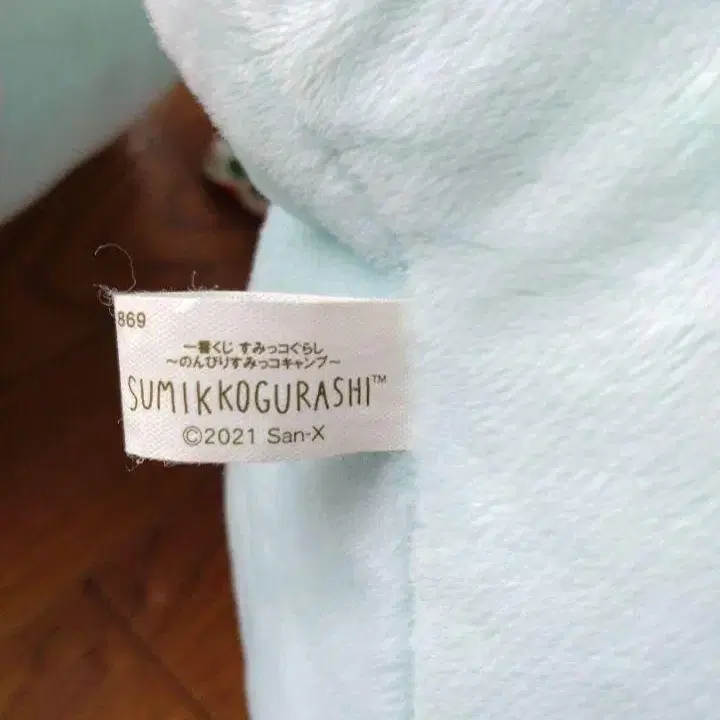 869
一番くじ すみっコぐらし
～のんびりすみっコキャンプ～
SUMIKKOGURASHI™
©2021 San-X